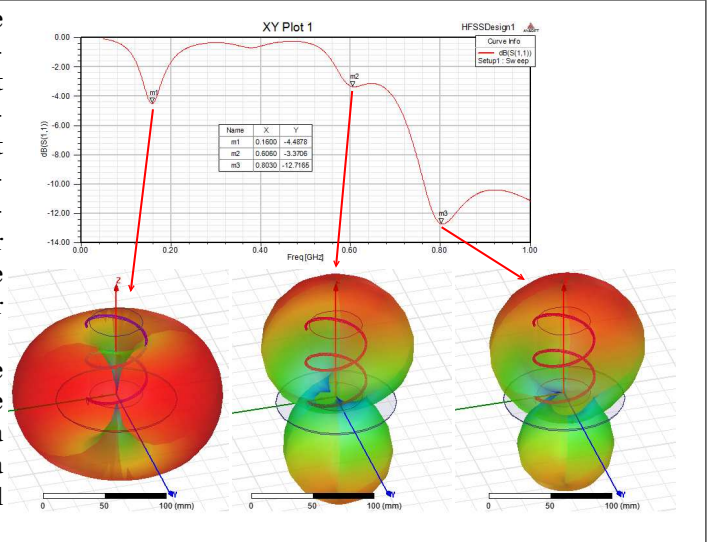 XY Plot 1
HFSSDesign1
Curve Info
dB(S(1,1))
Setup1 : Sweep
0.00
-2.00
-4.00
-6.00
-8.00
-10.00
-12.00
-14.00
dB(S(1,1))
m1
m2
m3
Name X Y
m1 0.1600 -4.4878
m2 0.6060 -3.3706
m3 0.8030 -12.7165
0.00 0.20 0.40 0.60 0.80 1.00
Freq [GHz]
Z
Y
0 50 100 (mm)
Y
0 50 100 (mm)
Y
0 50 100 (mm)